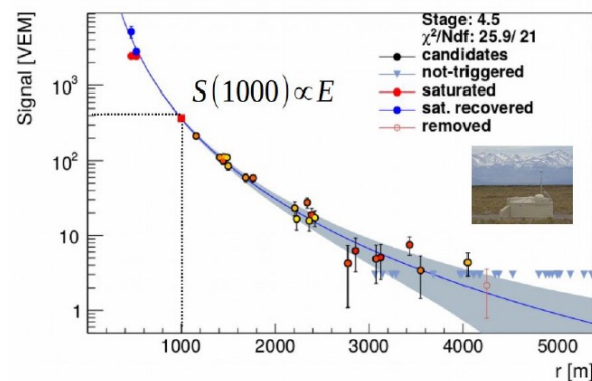 Signal [VEM]
Stage: 4.5
χ²/Ndf: 25.9/ 21
candidates
not-triggered
saturated
sat. recovered
removed
S(1000)∝E
10³
10²
10
1
1000 2000 3000 4000 5000
r [m]